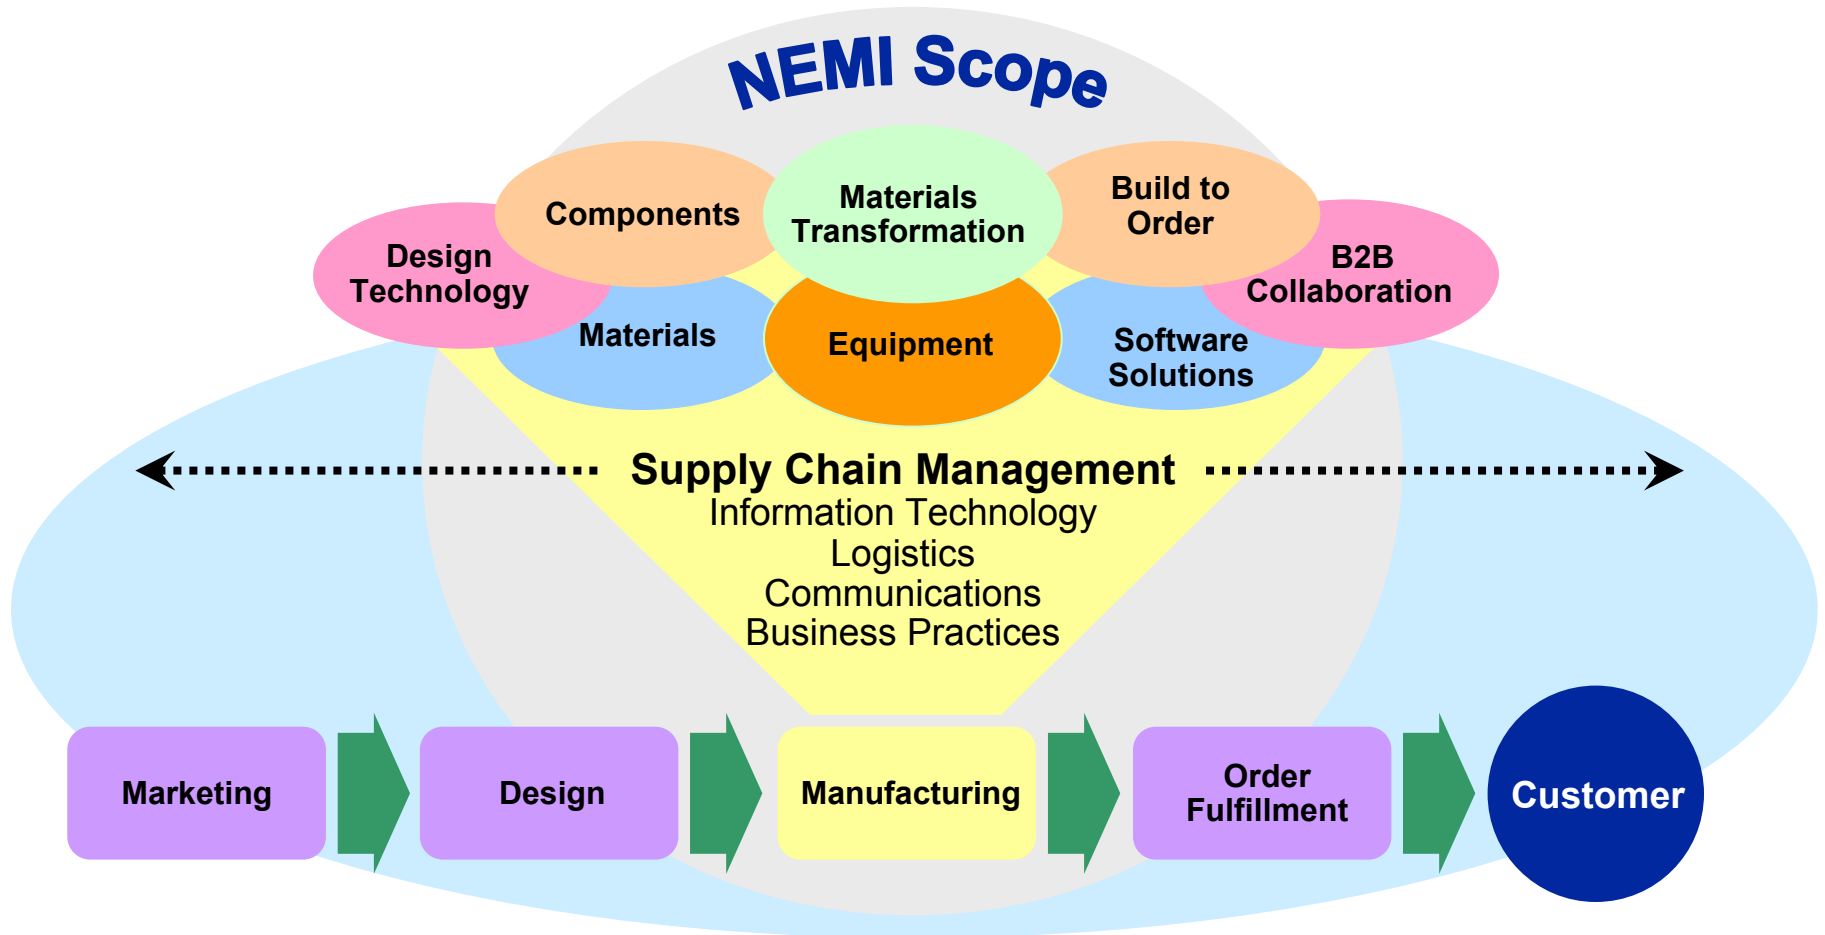 NEMI Scope
Components
Materials
Transformation
Build to
Order
Design
Technology
B2B
Collaboration
Materials
Equipment
Software
Solutions
Supply Chain Management
Information Technology
Logistics
Communications
Business Practices
Marketing
Design
Manufacturing
Order
Fulfillment
Customer